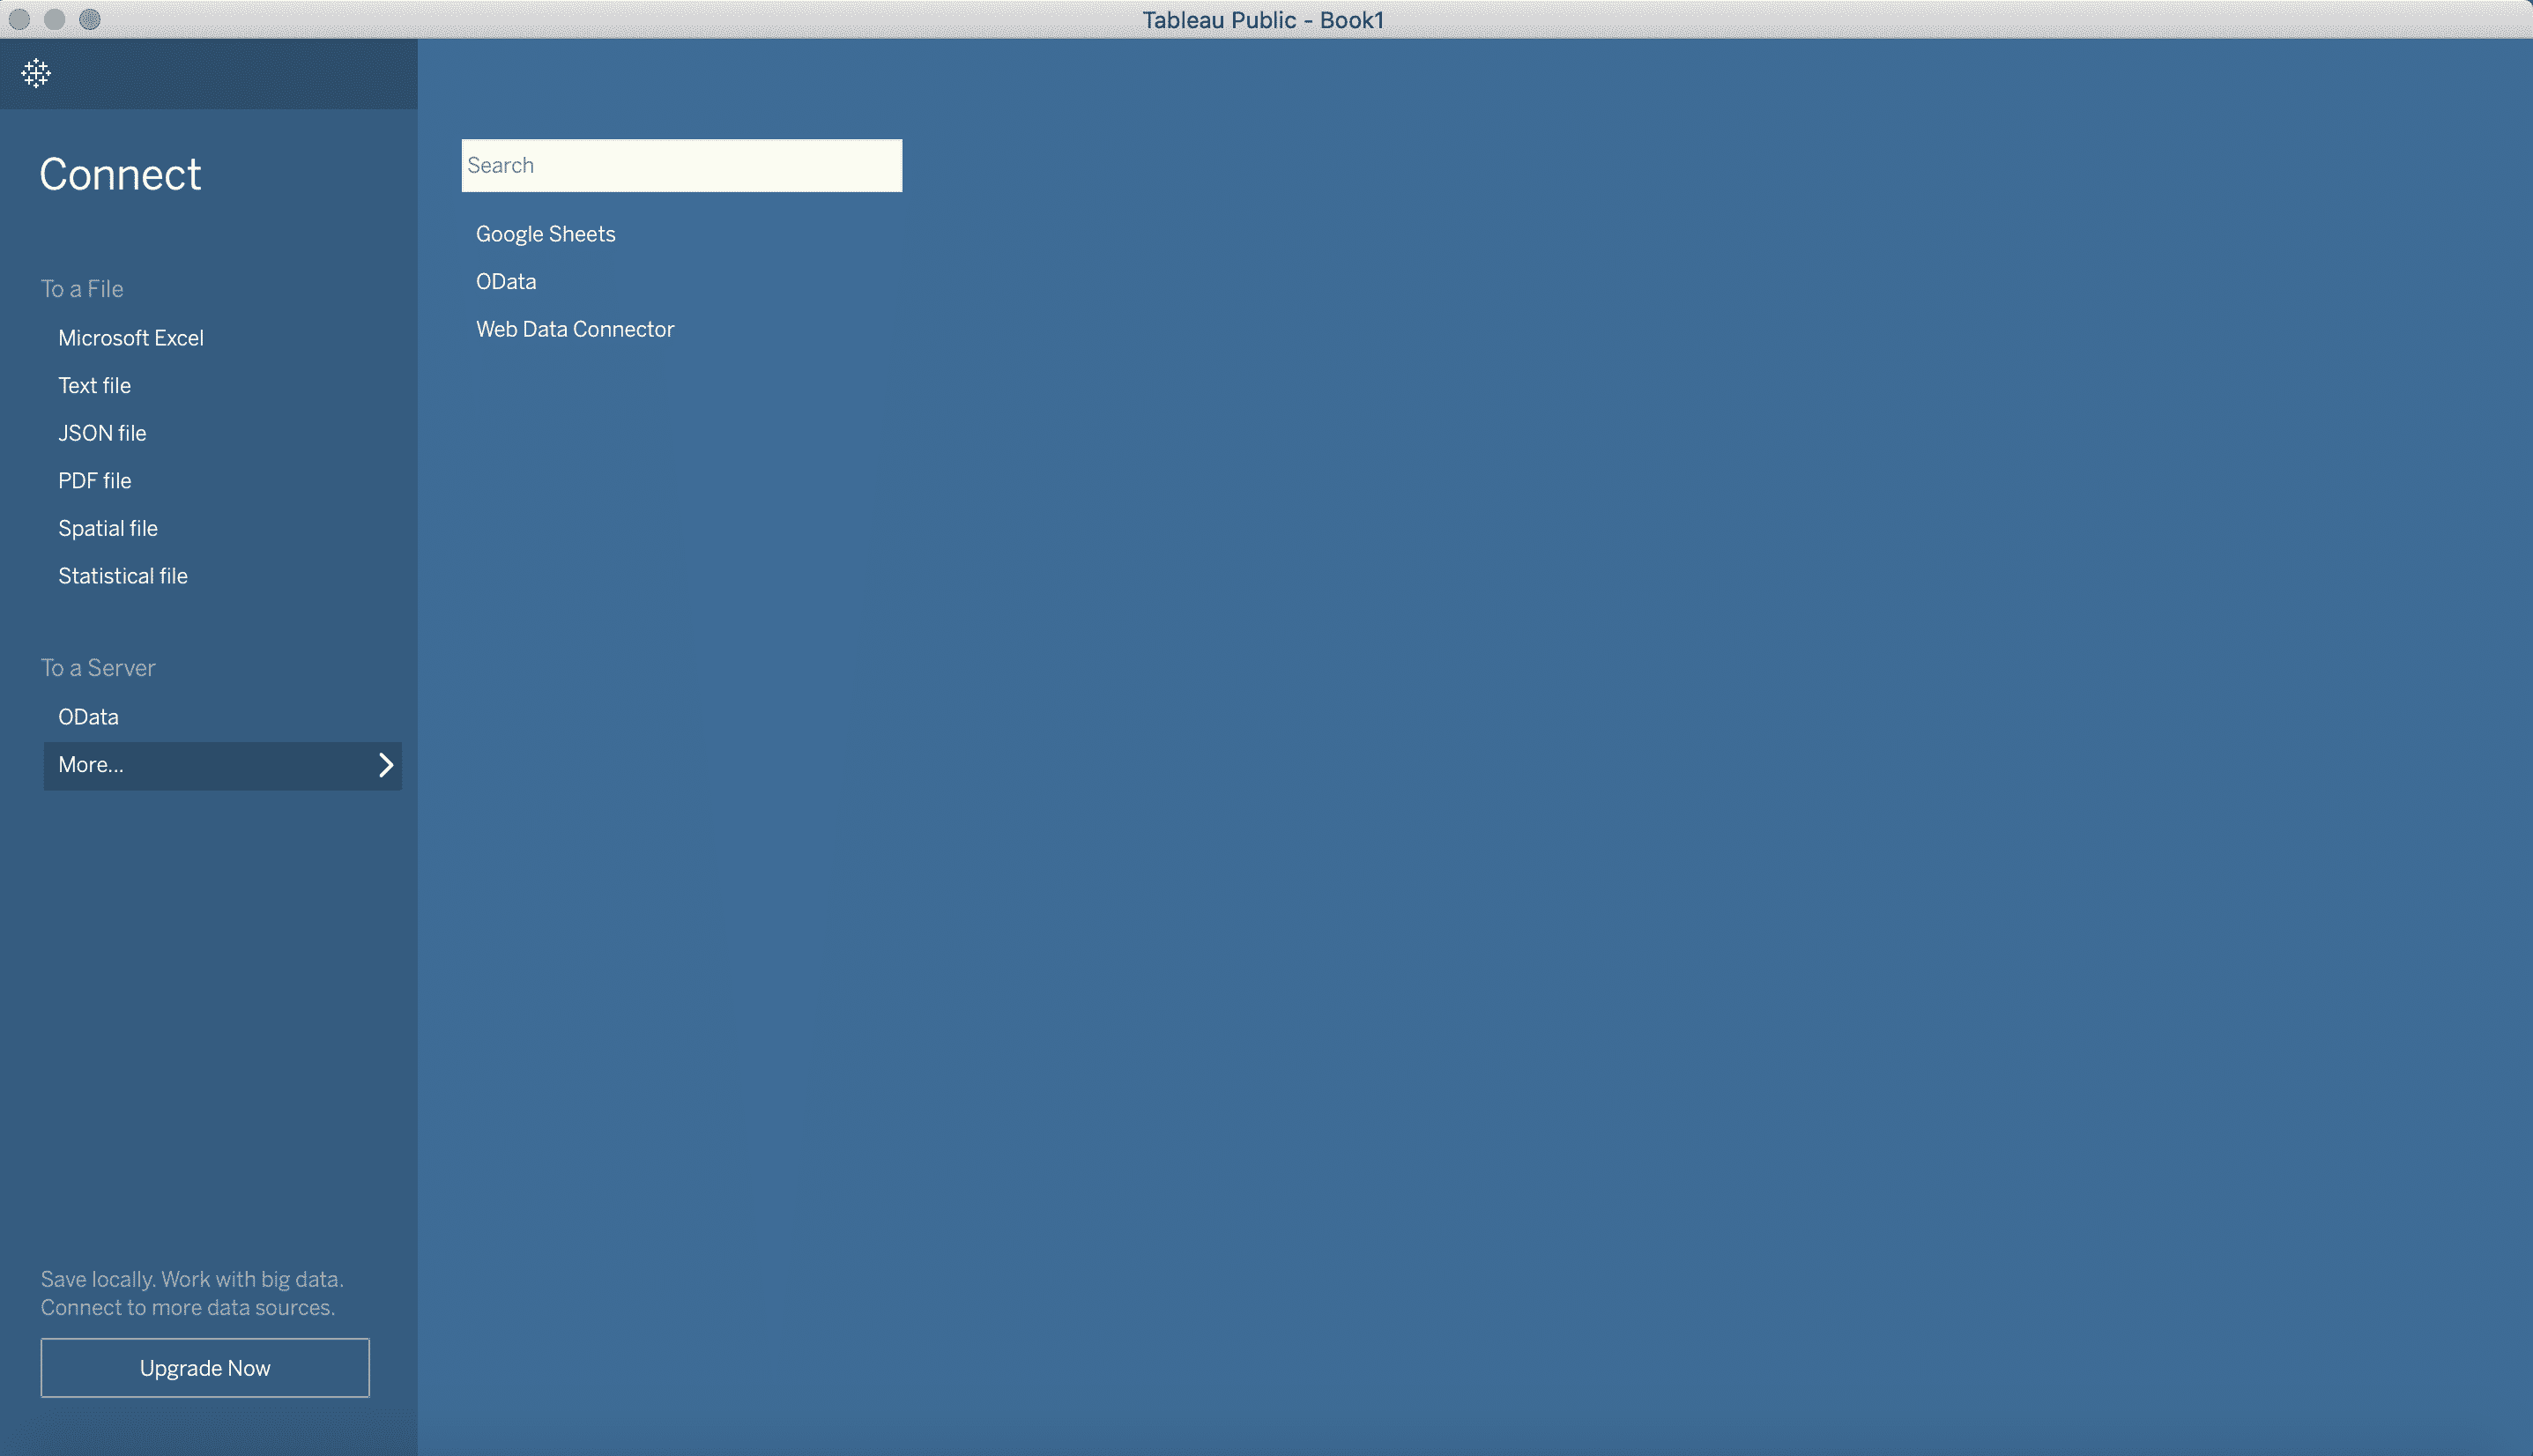 Tableau Public - Book1
Connect
To a File
Microsoft Excel
Text file
JSON file
PDF file
Spatial file
Statistical file
To a Server
OData
More...
Save locally. Work with big data.
Connect to more data sources.
Upgrade Now
Search
Google Sheets
OData
Web Data Connector